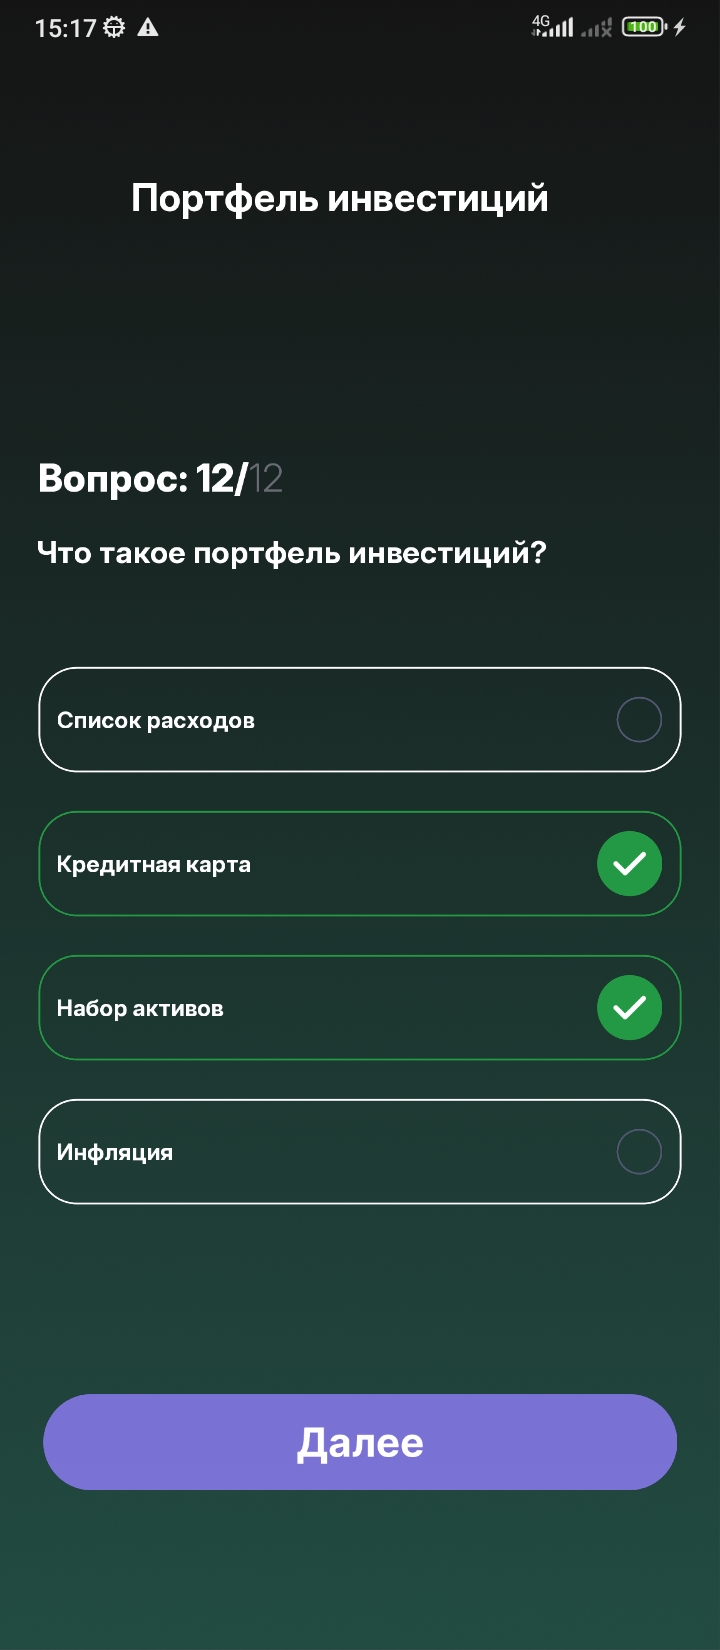 15:17
4G
100
Портфель инвестиций
Вопрос: 12/12
Что такое портфель инвестиций?
Список расходов
Кредитная карта
Набор активов
Инфляция
Далее